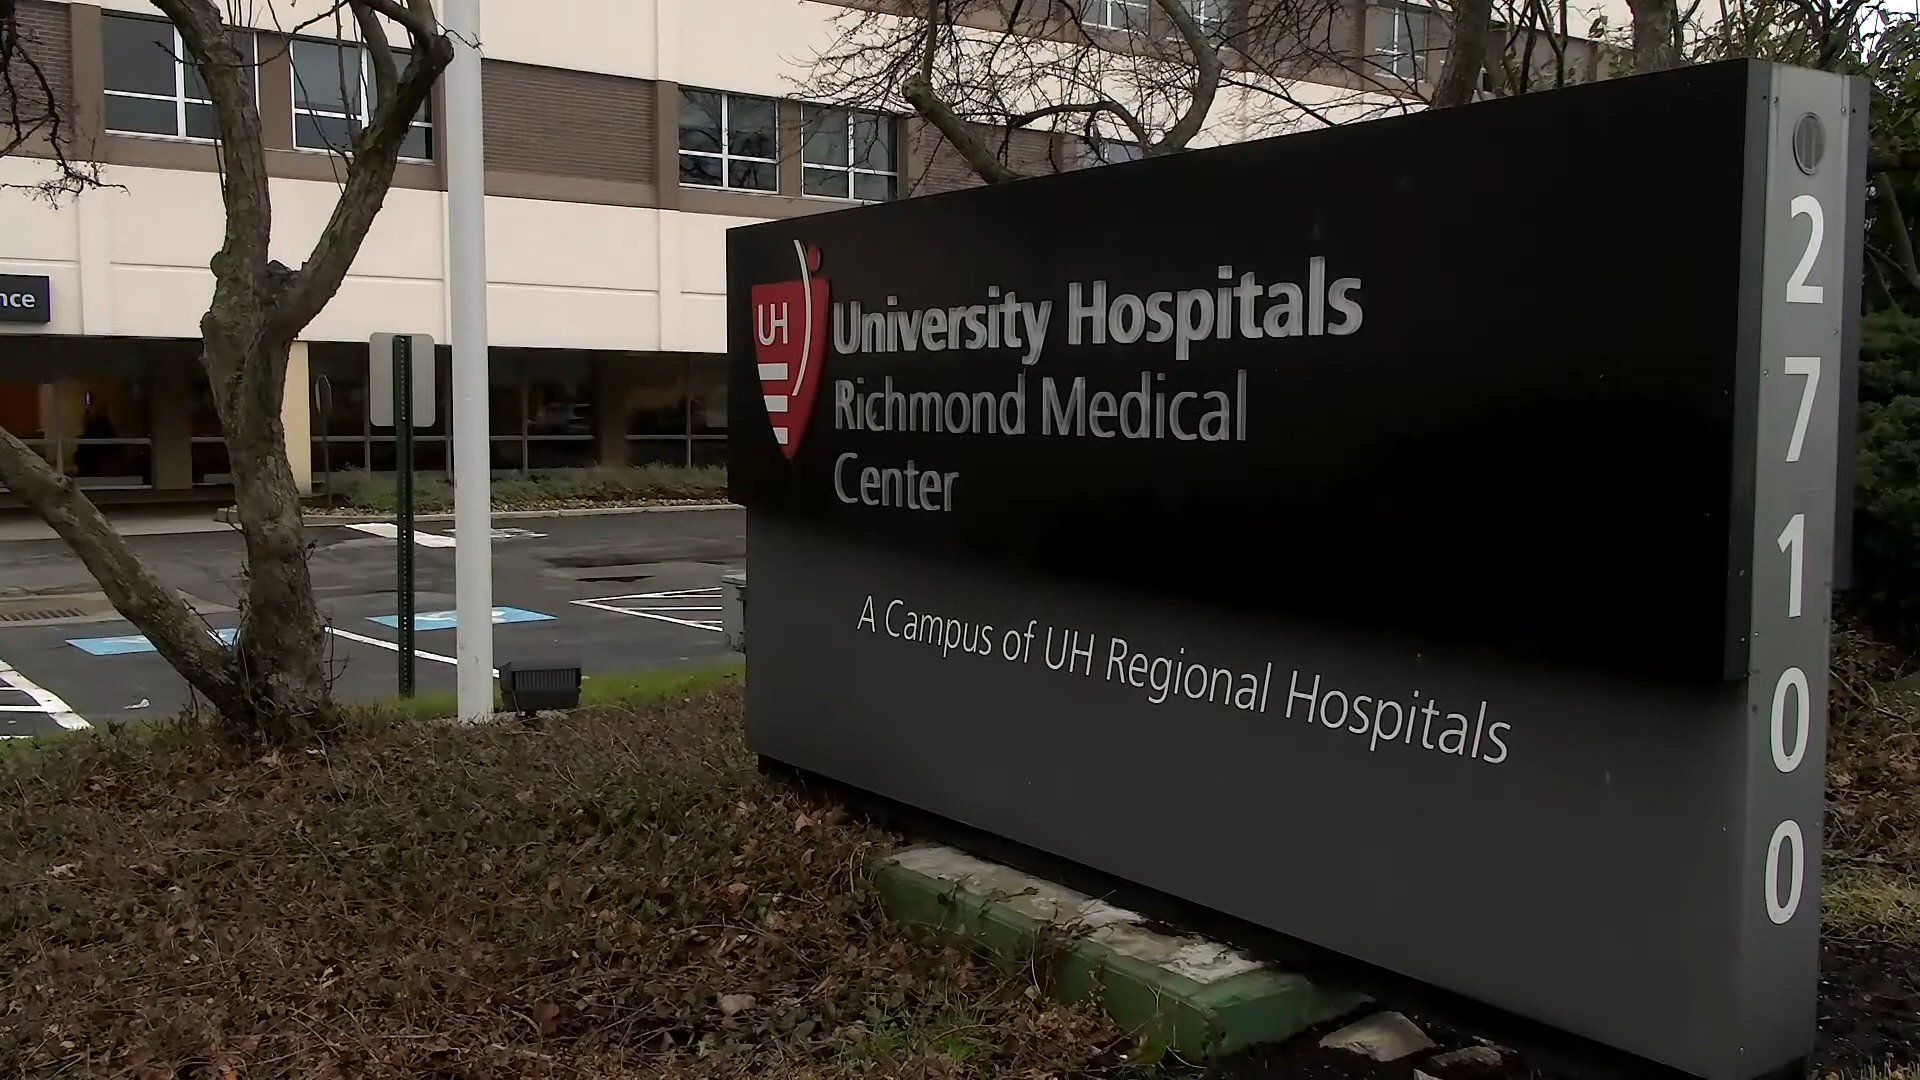 nce
UH
University Hospitals
Richmond Medical
Center
A Campus of UH Regional Hospitals
27100